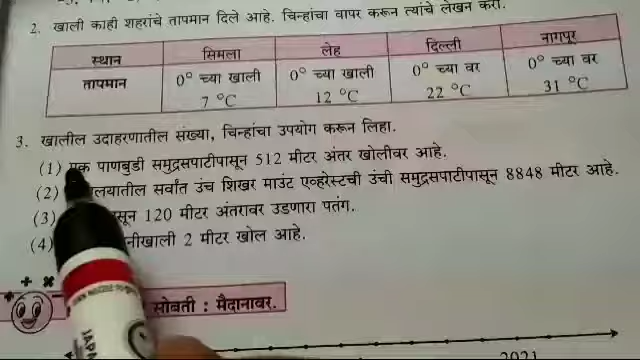 2. खाली काही शहरांचे तापमान दिले आहे. चिन्हांचा वापर करून त्यांचे लेखन करा.
स्थान सिमला लेह दिल्ली नागपूर
तापमान 0° च्या खाली 7 °C 0° च्या खाली 12 °C 0° च्या वर 22 °C 0° च्या वर 31 °C
3. खालील उदाहरणातील संख्या, चिन्हांचा उपयोग करून लिहा.
(1) एक पाणबुडी समुद्रसपाटीपासून 512 मीटर अंतर खोलीवर आहे.
(2) लयातील सर्वांत उंच शिखर माउंट एव्हरेस्टची उंची समुद्रसपाटीपासून 8848 मीटर आहे.
(3) सून 120 मीटर अंतरावर उडणारा पतंग.
(4) नीखाली 2 मीटर खोल आहे.
सोबती : मैदानावर.
2021